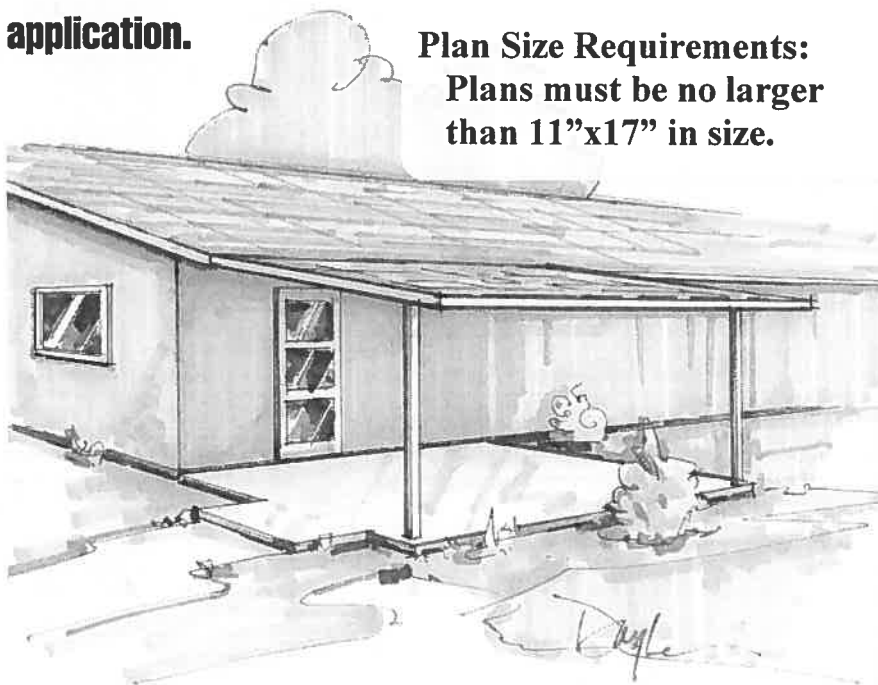 application.
Plan Size Requirements:
Plans must be no larger
than 11”x17” in size.